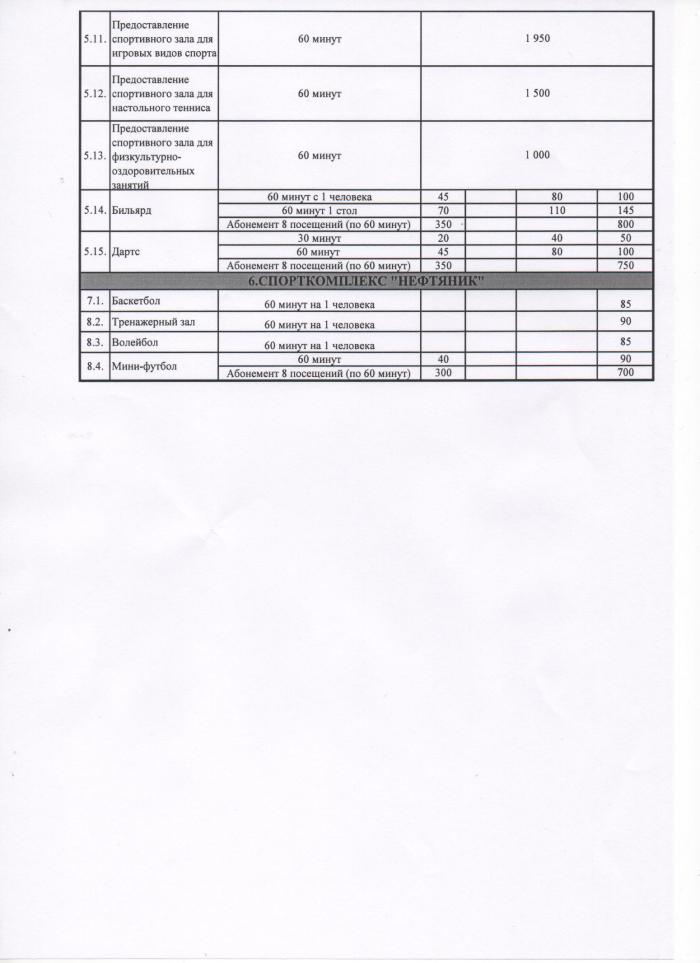 Предоставление
5.11. спортивного зала для 60 минут 1 950
игровых видов спорта
Предоставление
5.12. спортивного зала для 60 минут 1 500
настольного тенниса
Предоставление
спортивного зала для
5.13. физкультурно- 60 минут 1 000
оздоровительных
занятий
60 минут с 1 человека 45 80 100
5.14. Бильярд 60 минут 1 стол 70 110 145
Абонемент 8 посещений (по 60 минут) 350 800
30 минут 20 40 50
5.15. Дартс 60 минут 45 80 100
Абонемент 8 посещений (по 60 минут) 350 750
6.СПОРТКОМПЛЕКС "НЕФТЯНИК"
7.1. Баскетбол 60 минут на 1 человека 85
8.2. Тренажерный зал 60 минут на 1 человека 90
8.3. Волейбол 60 минут на 1 человека 85
8.4. Мини-футбол 60 минут 40 90
Абонемент 8 посещений (по 60 минут) 300 700